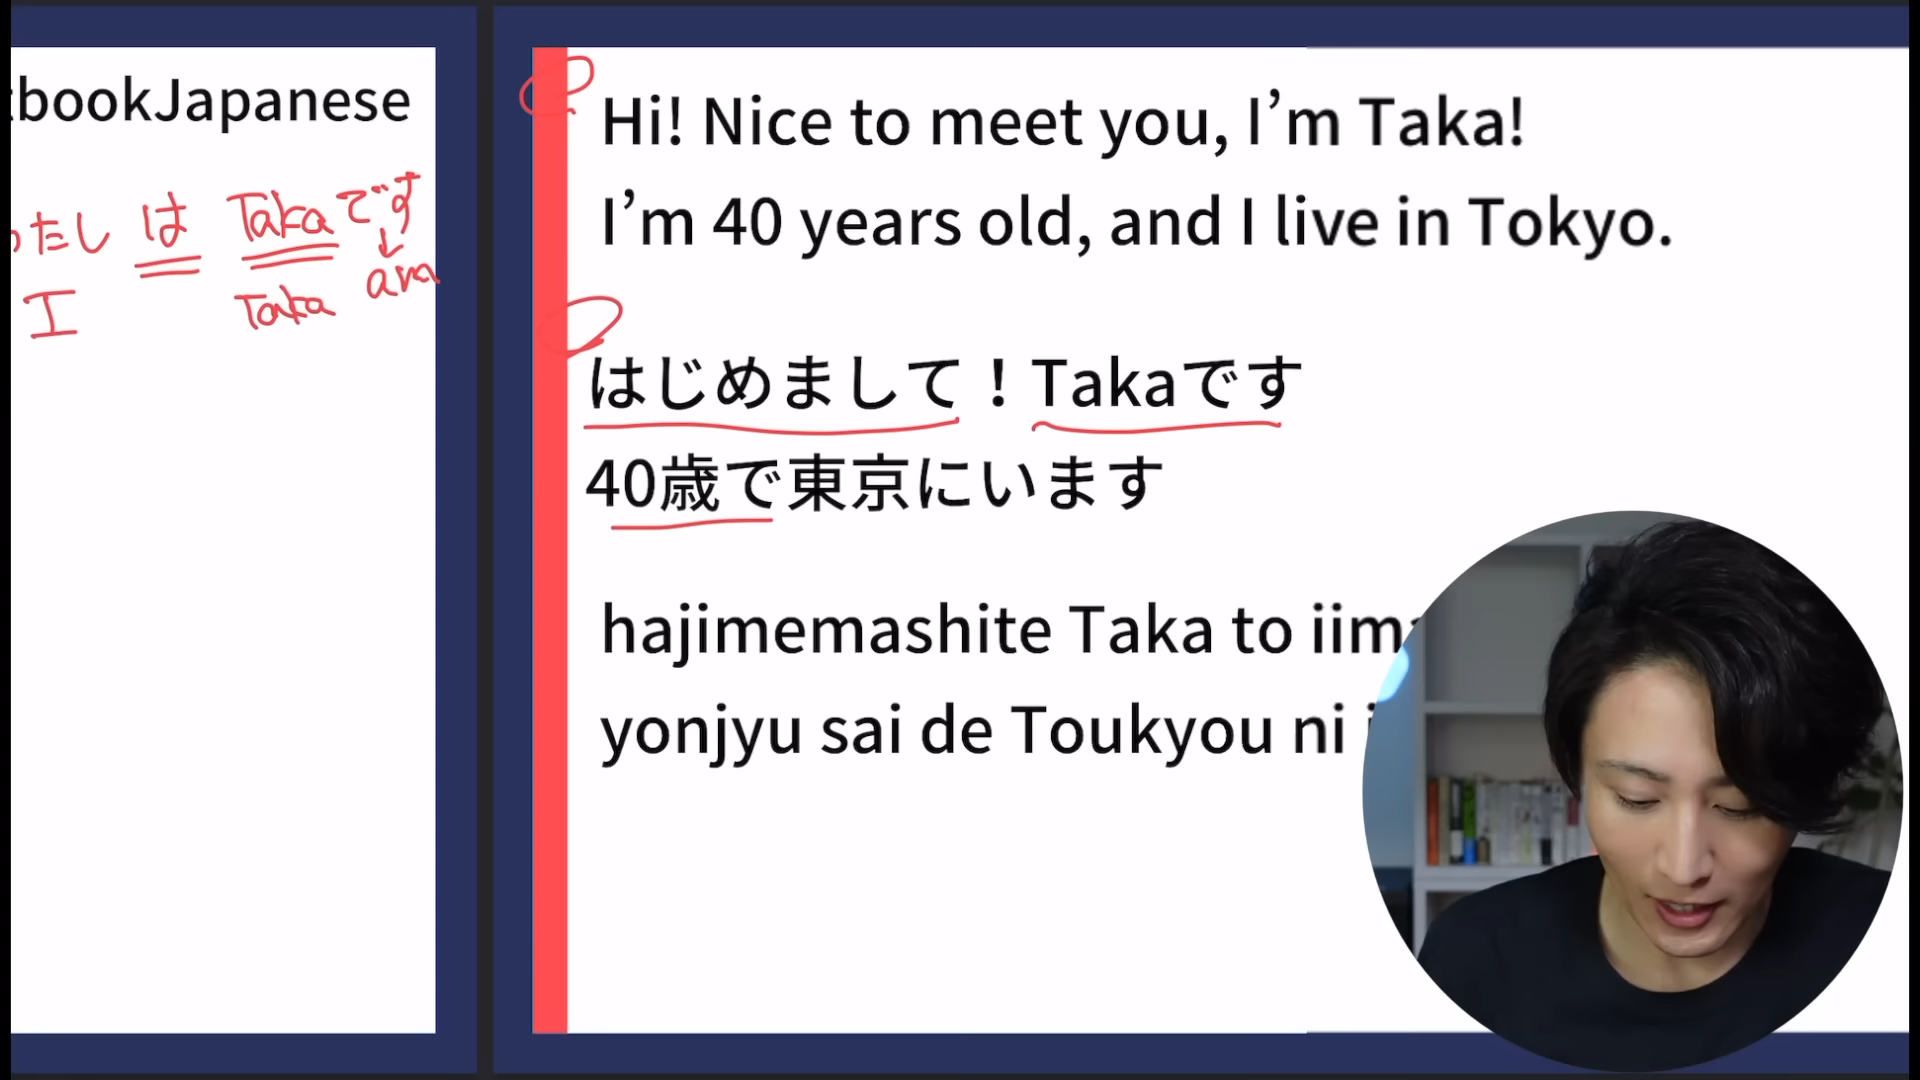 bookJapanese
たし は Takaです
I Taka am
Hi! Nice to meet you, I’m Taka!
I’m 40 years old, and I live in Tokyo.
はじめまして！Takaです
40歳で東京にいます
hajimemashite Taka to
yonjyu sai de Toukyou ni